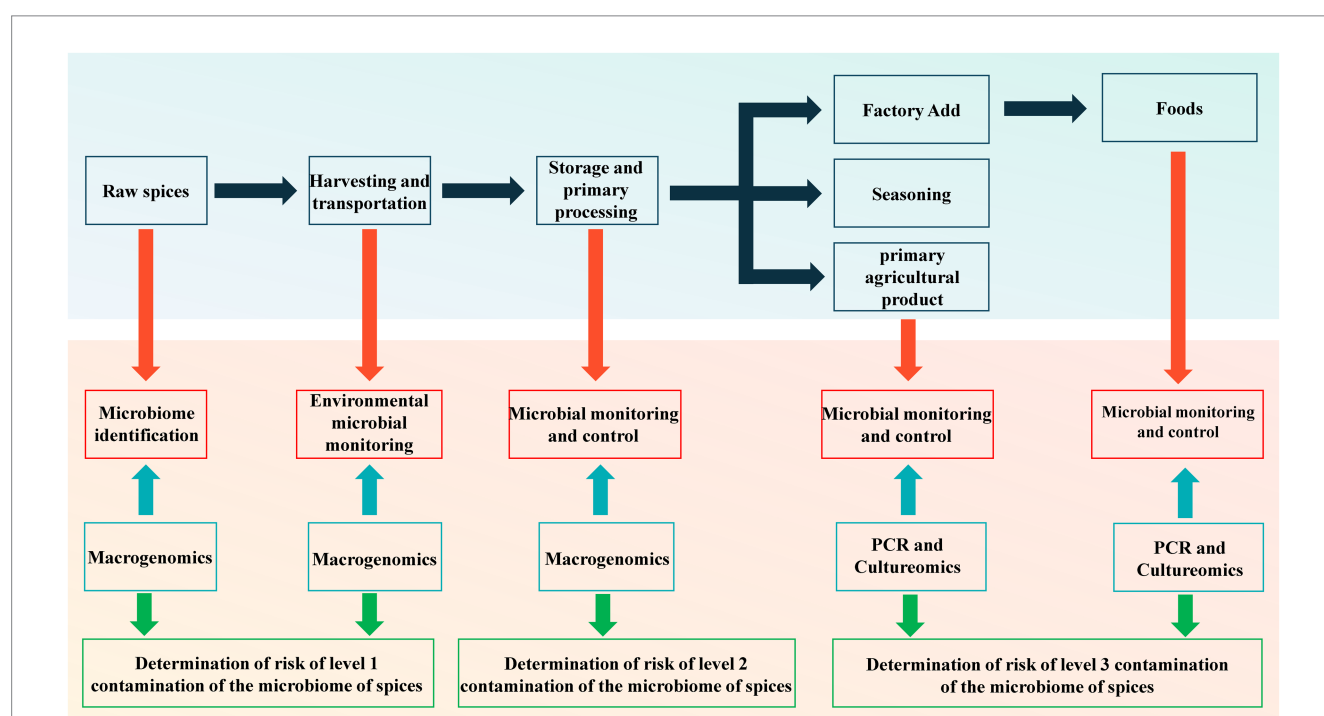 Factory Add
Foods
Raw spices
Harvesting and
transportation
Storage and
primary
processing
Seasoning
primary
agricultural
product
Microbiome
identification
Environmental
microbial
monitoring
Microbial monitoring
and control
Microbial monitoring
and control
Microbial monitoring
and control
Macrogenomics
Macrogenomics
Macrogenomics
PCR and
Cultureomics
PCR and
Cultureomics
Determination of risk of level 1
contamination of the microbiome of spices
Determination of risk of level 2
contamination of the microbiome of spices
Determination of risk of level 3 contamination
of the microbiome of spices